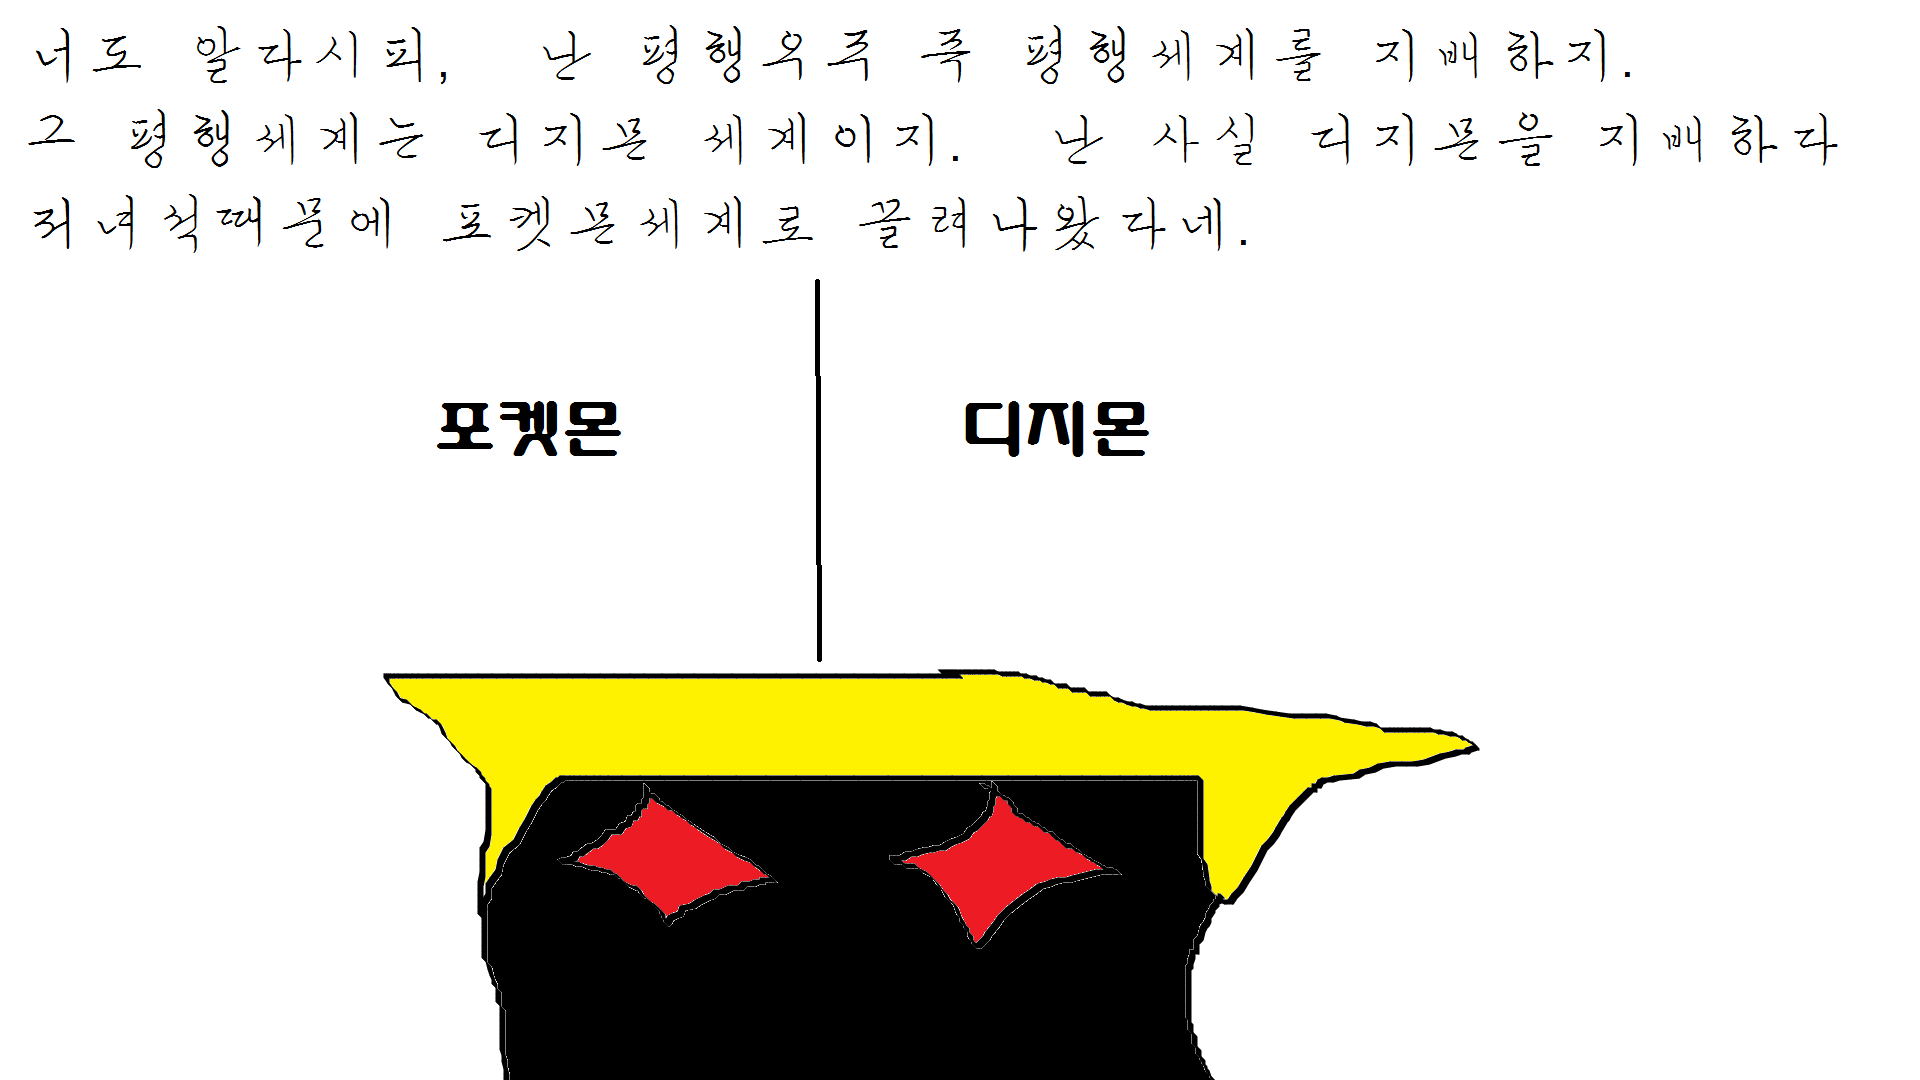 너도 알다시피, 난 평행우주 즉 평행세계를 지배하지.
그 평행세계는 디지몬 세계이지. 난 사실 디지몬을 지배하다
저녀석때문에 포켓몬세계로 끌려나왔다네.
포켓몬 디지몬